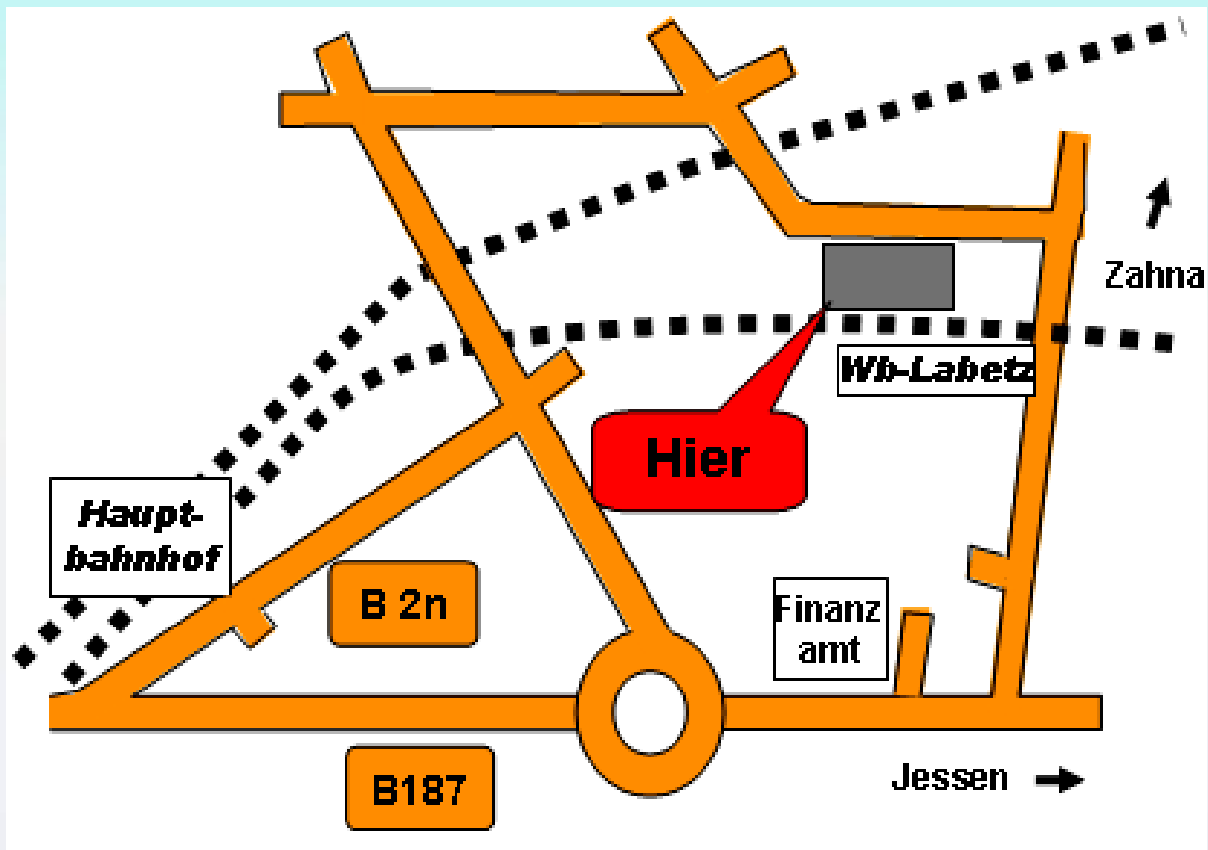 Zahna
Wb-Labetz
Hier
Haupt-
bahnhof
B 2n
Finanz
amt
Jessen
B187